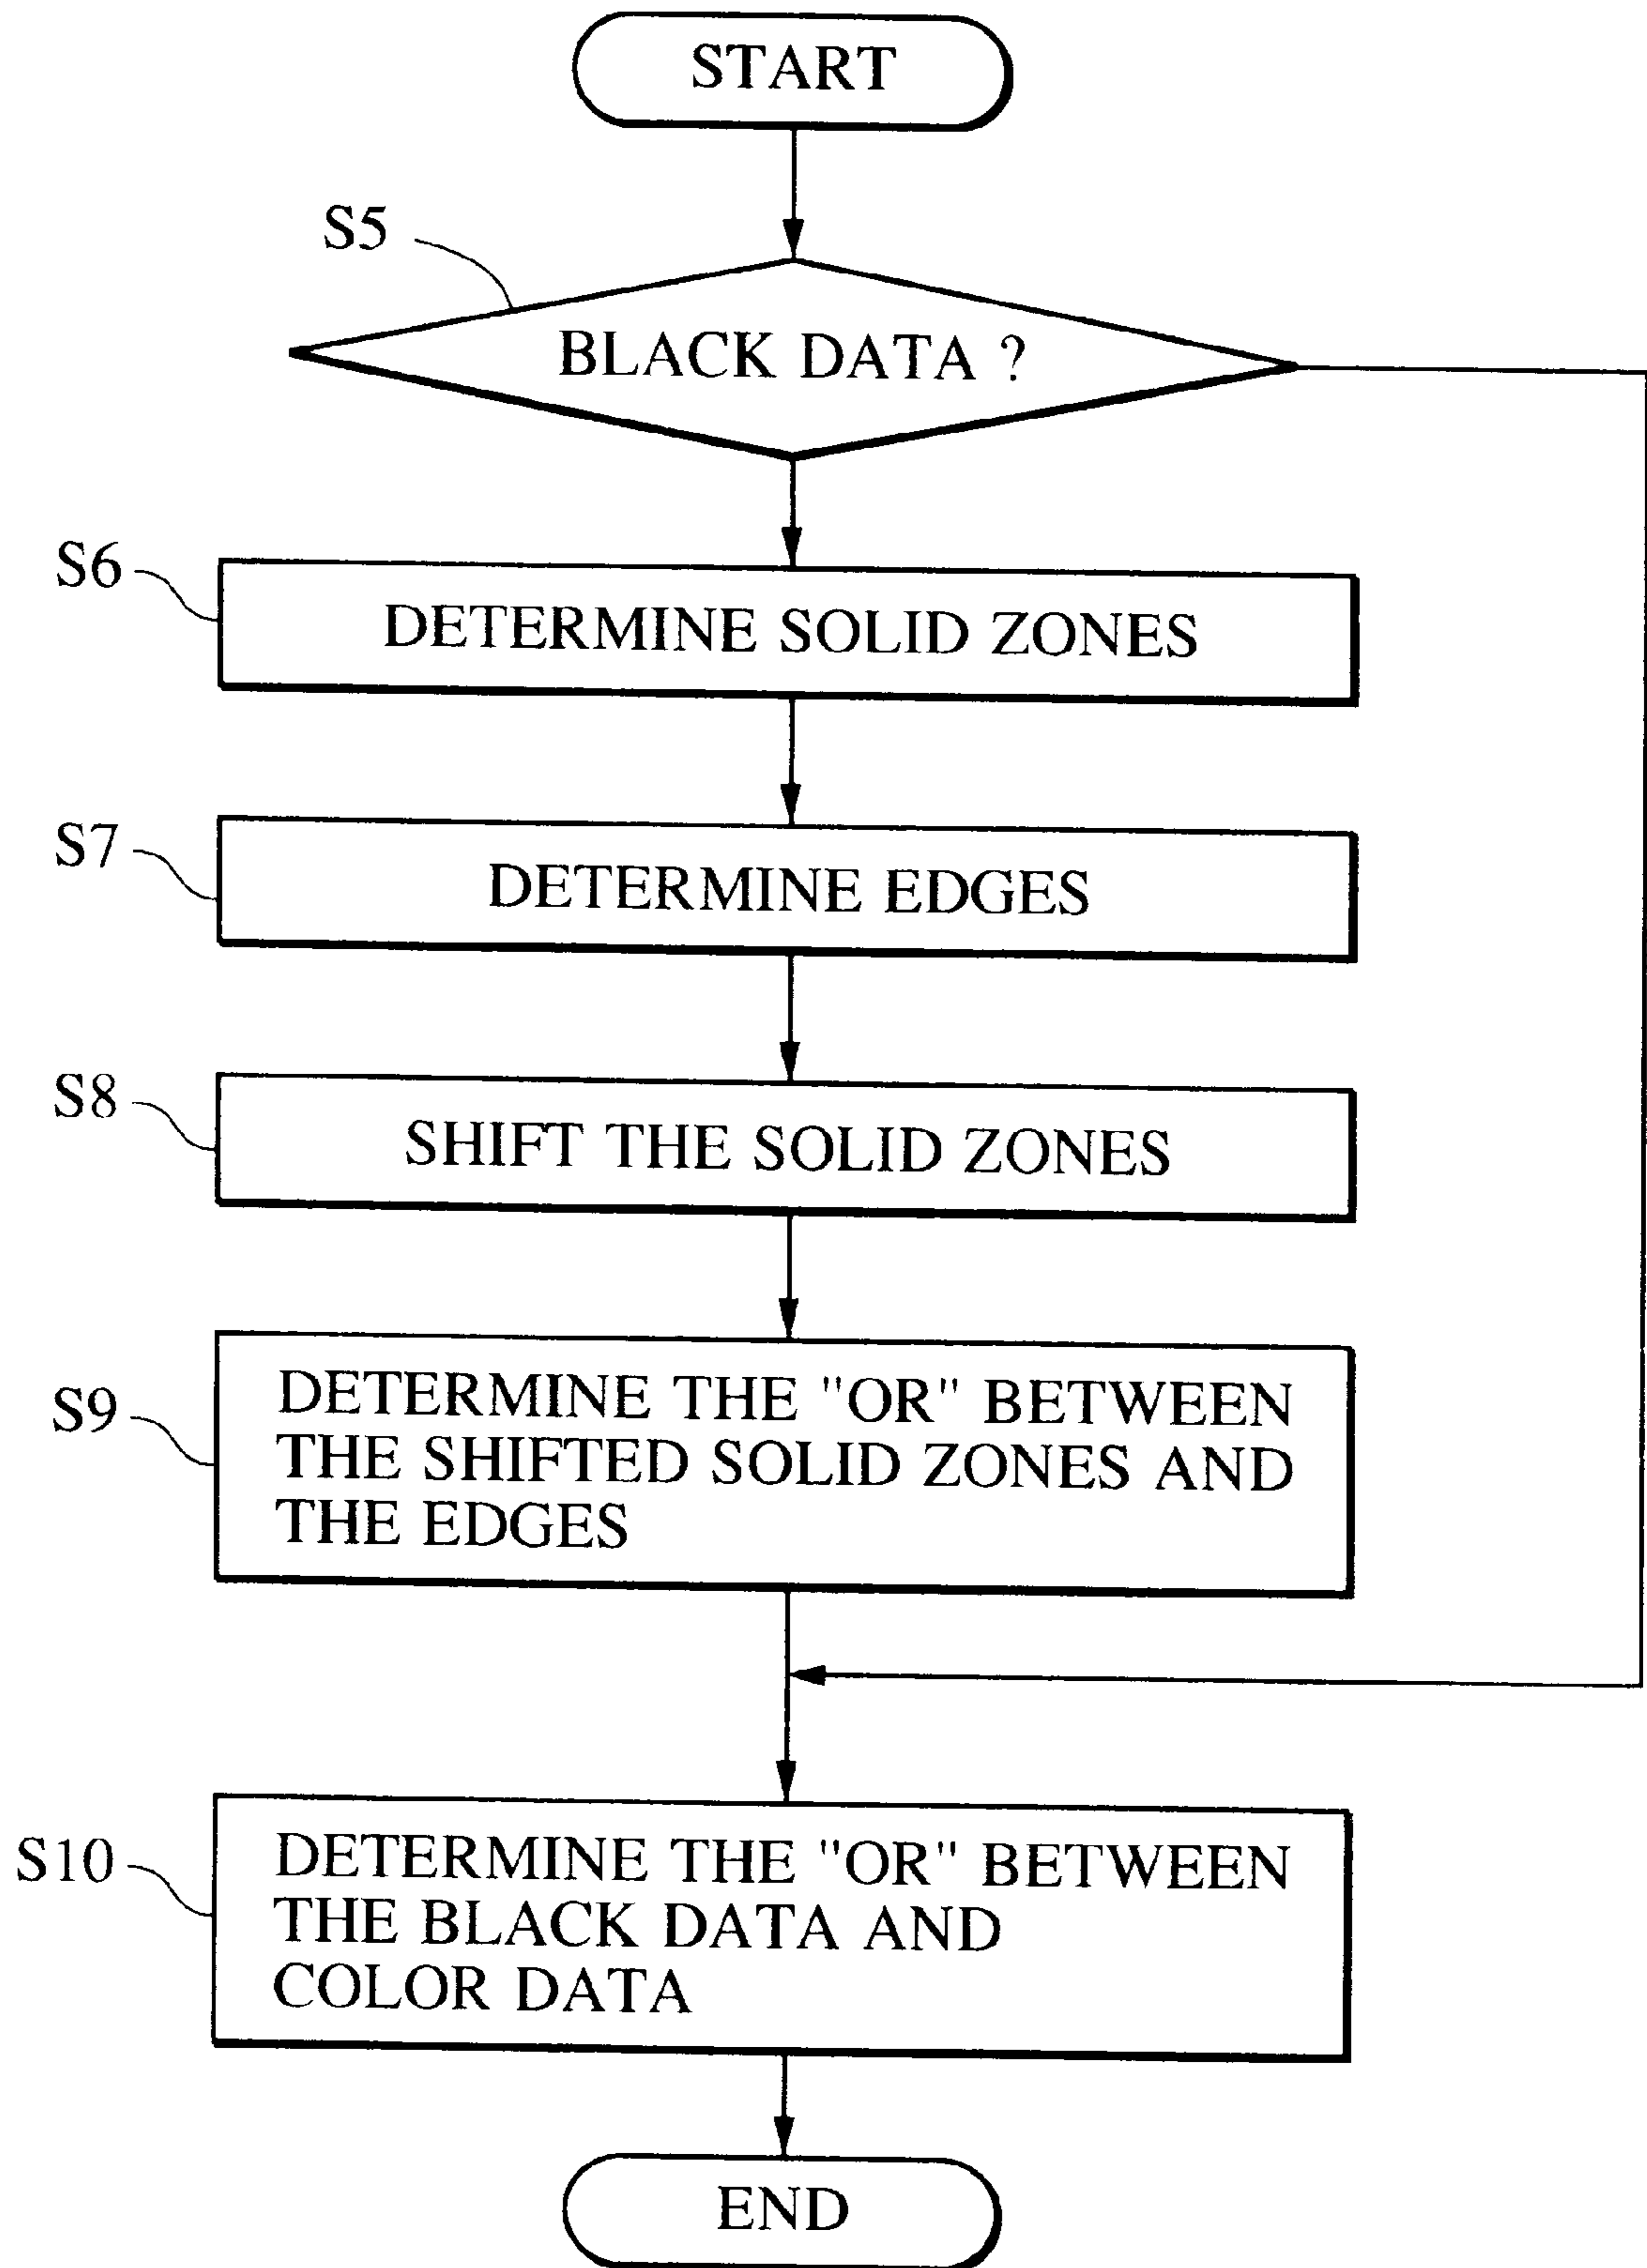 START
S5
BLACK DATA ?
S6
DETERMINE SOLID ZONES
S7
DETERMINE EDGES
S8
SHIFT THE SOLID ZONES
S9
DETERMINE THE "OR" BETWEEN
THE SHIFTED SOLID ZONES AND
THE EDGES
S10
DETERMINE THE "OR" BETWEEN
THE BLACK DATA AND
COLOR DATA
END